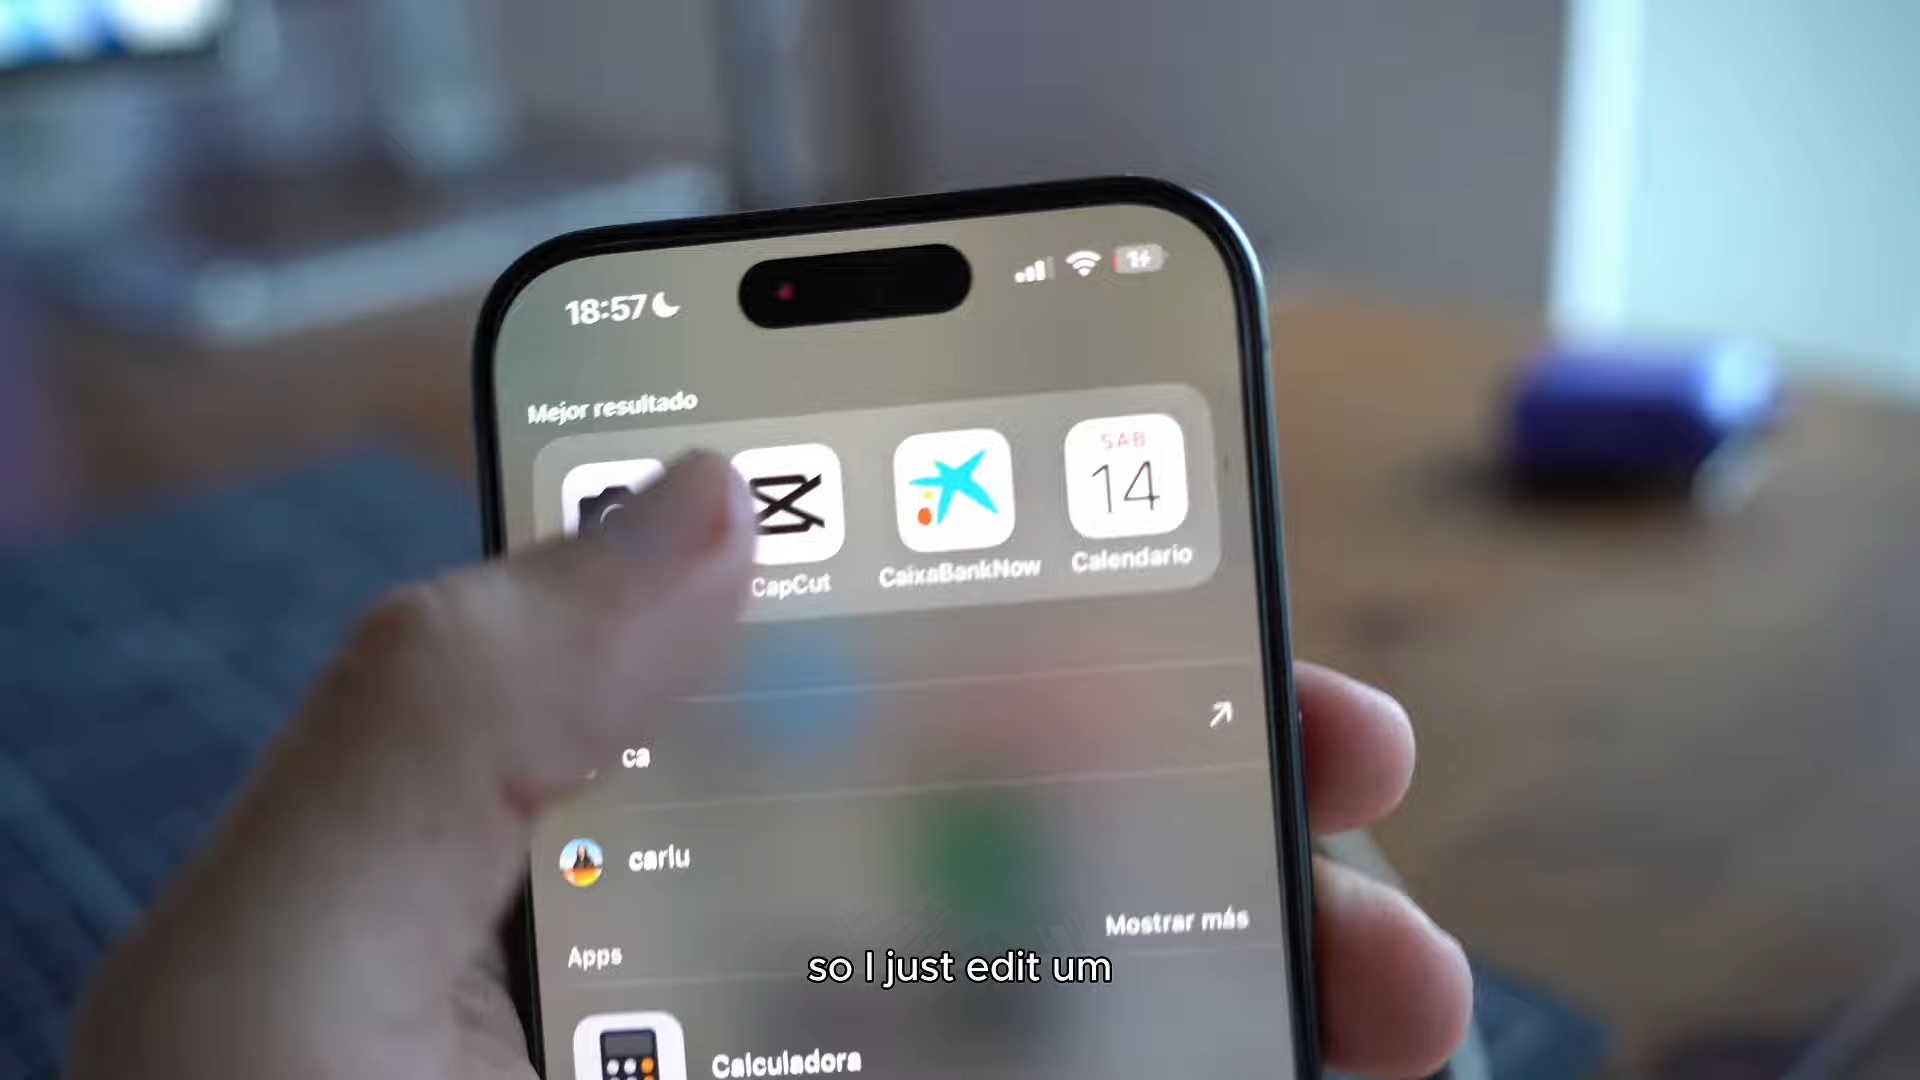 18:57
Mejor resultado
SAB
14
CapCut
CaixaBankNow
Calendario
ca
carlu
Apps
Mostrar más
so I just edit um
Calculadora